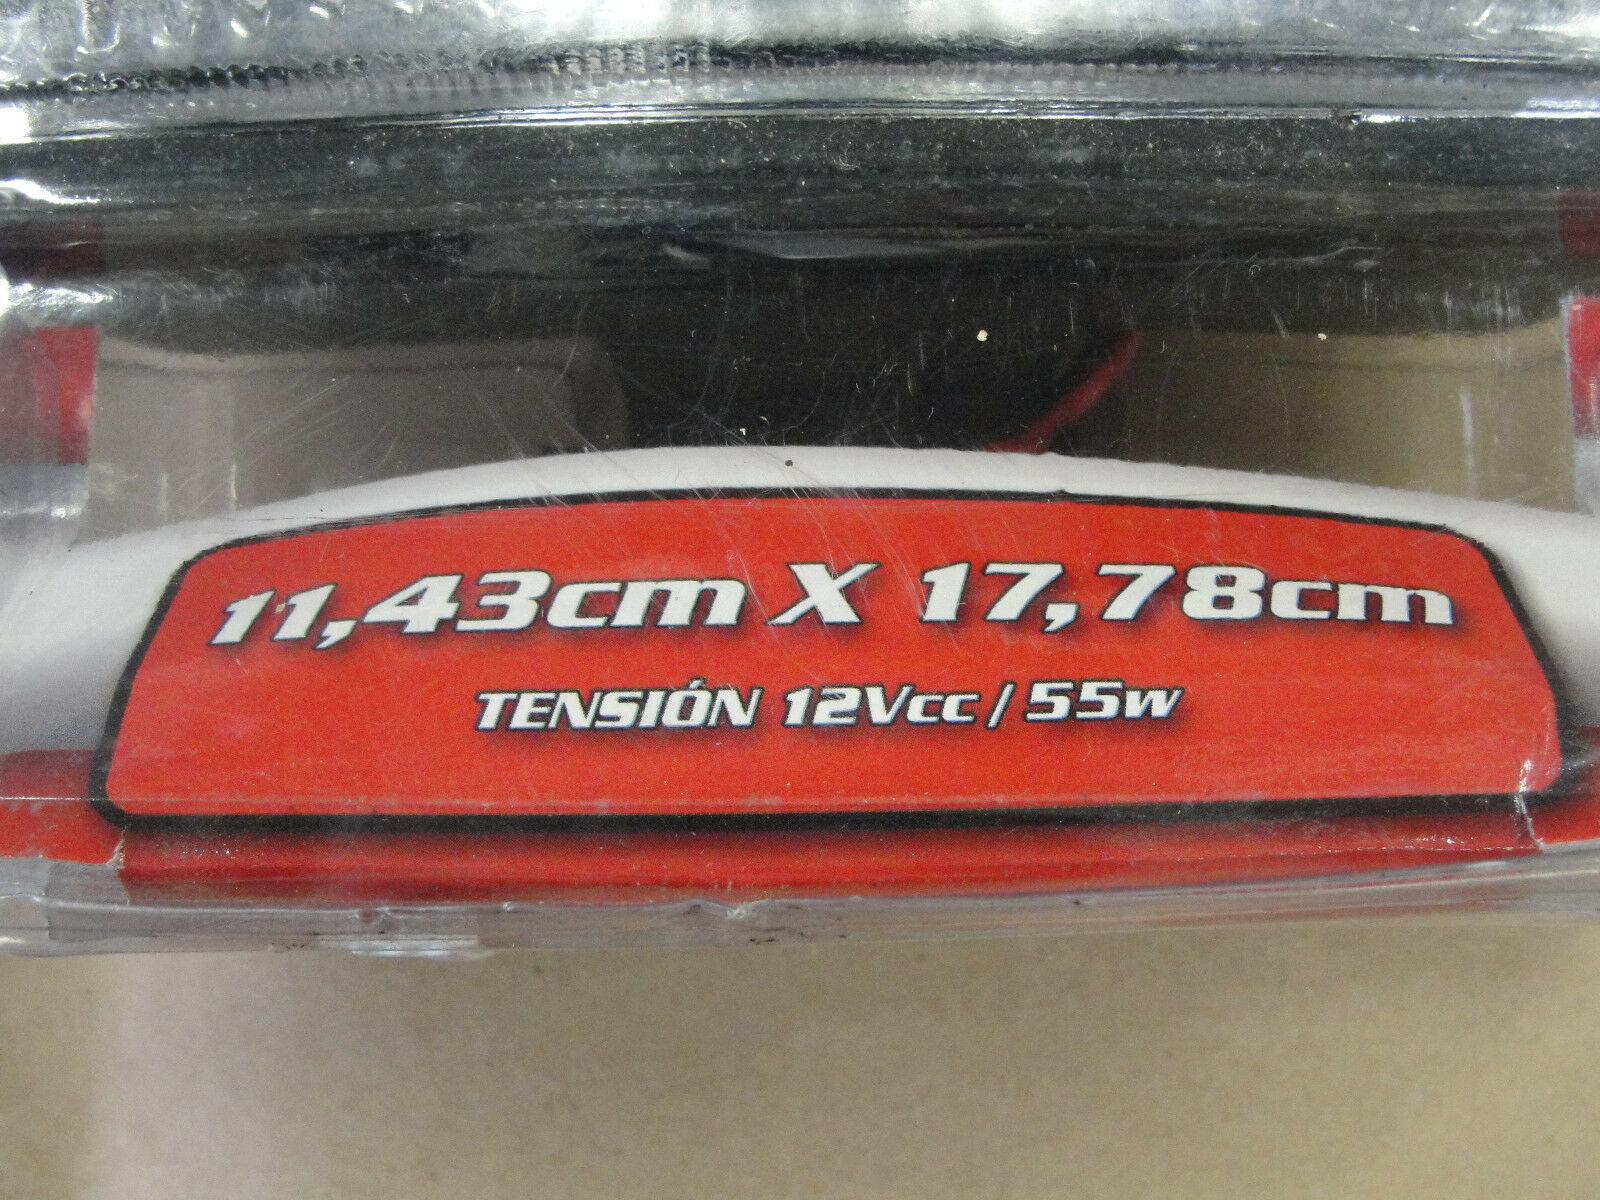 11,43cm X 17,78cm
TENSIÓN 12Vcc / 55w